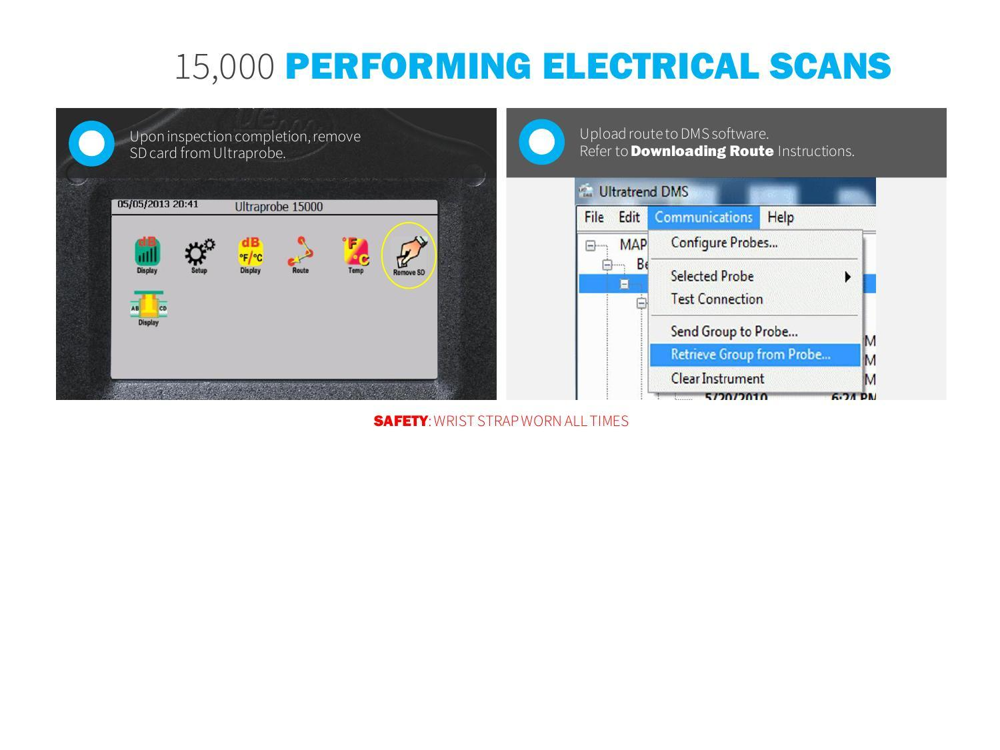 15,000 PERFORMING ELECTRICAL SCANS
Upon inspection completion, remove
SD card from Ultraprobe.
05/05/2013 20:41 Ultraprobe 15000
dB
Display
Setup
dB
°F/°C
Display
Route
°F
°C
Temp
Remove SD
AB CD
Display
Upload route to DMS software.
Refer to Downloading Route Instructions.
Ultratrend DMS
File Edit Communications Help
MAP
Configure Probes...
Be
Selected Probe
Test Connection
Send Group to Probe...
M
Retrieve Group from Probe...
M
Clear Instrument
M
5/20/2010 6:24 PM
SAFETY: WRIST STRAP WORN ALL TIMES